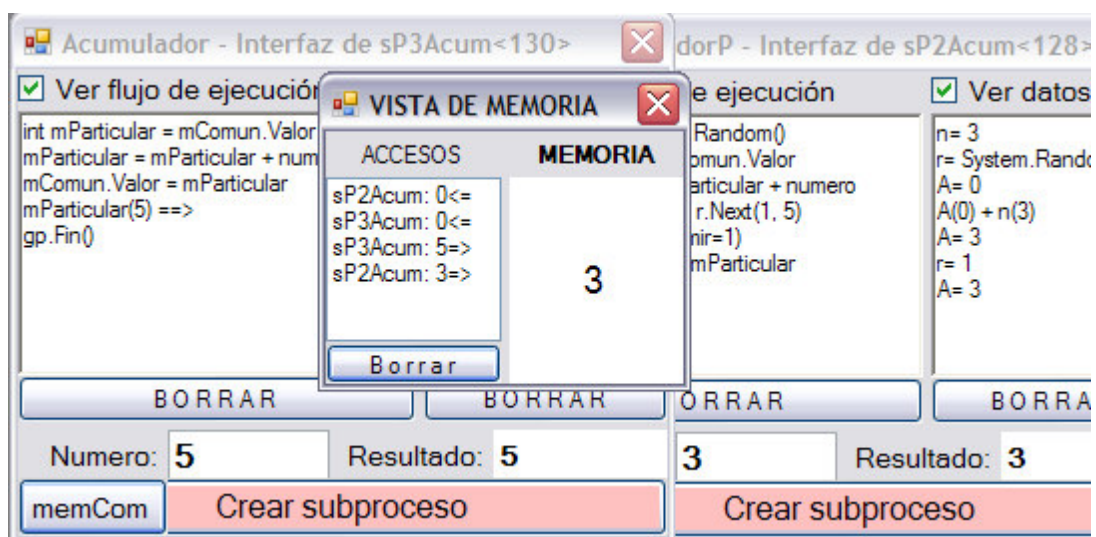 Acumulador - Interfaz de sP3Acum<130>
dorP - Interfaz de sP2Acum<128>
Ver flujo de ejecución
e ejecución
Ver datos
int mParticular = mComun.Valor
mParticular = mParticular + num
mComun.Valor = mParticular
mParticular(5) ==>
gp.Fin()
VISTA DE MEMORIA
ACCESOS
MEMORIA
sP2Acum: 0<=
sP3Acum: 0<=
sP3Acum: 5=>
sP2Acum: 3=>
3
Borrar
Random()
omun.Valor
articular + numero
r.Next(1, 5)
mir=1)
mParticular
n= 3
r= System.Rando
A= 0
A(0) + n(3)
A= 3
r= 1
A= 3
BORRAR
BORRAR
ORRAR
BORRA
Numero: 5
Resultado: 5
3
Resultado: 3
memCom
Crear subproceso
Crear subproceso